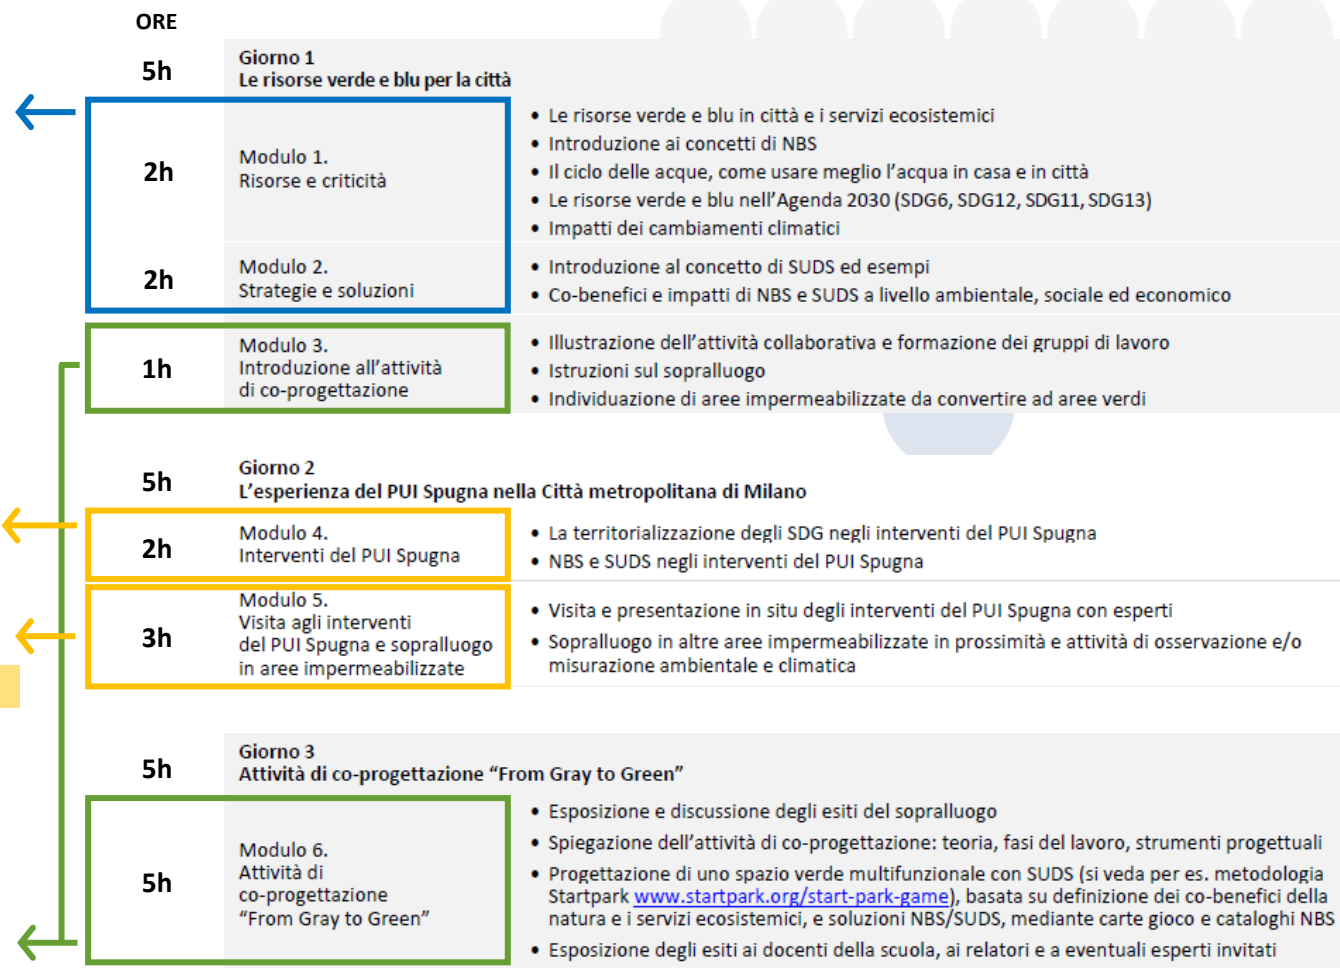 ORE
5h
Giorno 1
Le risorse verde e blu per la città
2h
Modulo 1.
Risorse e criticità
• Le risorse verde e blu in città e i servizi ecosistemici
• Introduzione ai concetti di NBS
• Il ciclo delle acque, come usare meglio l'acqua in casa e in città
• Le risorse verde e blu nell'Agenda 2030 (SDG6, SDG12, SDG11, SDG13)
• Impatti dei cambiamenti climatici
2h
Modulo 2.
Strategie e soluzioni
• Introduzione al concetto di SUDS ed esempi
• Co-benefici e impatti di NBS e SUDS a livello ambientale, sociale ed economico
1h
Modulo 3.
Introduzione all'attività
di co-progettazione
• Illustrazione dell'attività collaborativa e formazione dei gruppi di lavoro
• Istruzioni sul sopralluogo
• Individuazione di aree impermeabilizzate da convertire ad aree verdi
5h
Giorno 2
L'esperienza del PUI Spugna nella Città metropolitana di Milano
2h
Modulo 4.
Interventi del PUI Spugna
• La territorializzazione degli SDG negli interventi del PUI Spugna
• NBS e SUDS negli interventi del PUI Spugna
3h
Modulo 5.
Visita agli interventi
del PUI Spugna e sopralluogo
in aree impermeabilizzate
• Visita e presentazione in situ degli interventi del PUI Spugna con esperti
• Sopralluogo in altre aree impermeabilizzate in prossimità e attività di osservazione e/o
misurazione ambientale e climatica
5h
Giorno 3
Attività di co-progettazione “From Gray to Green”
5h
Modulo 6.
Attività di
co-progettazione
“From Gray to Green”
• Esposizione e discussione degli esiti del sopralluogo
• Spiegazione dell'attività di co-progettazione: teoria, fasi del lavoro, strumenti progettuali
• Progettazione di uno spazio verde multifunzionale con SUDS (si veda per es. metodologia
Startpark www.startpark.org/start-park-game), basata su definizione dei co-benefici della
natura e i servizi ecosistemici, e soluzioni NBS/SUDS, mediante carte gioco e cataloghi NBS
• Esposizione degli esiti ai docenti della scuola, ai relatori e a eventuali esperti invitati